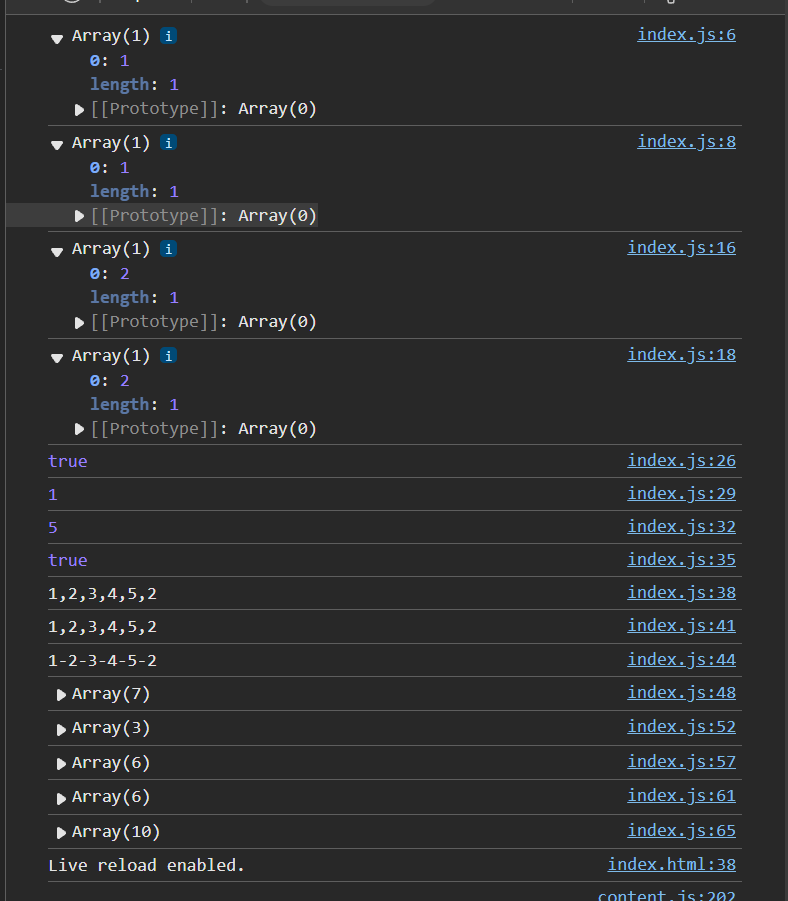 Array(1) i index.js:6
0: 1
length: 1
[[Prototype]]: Array(0)
Array(1) i index.js:8
0: 1
length: 1
[[Prototype]]: Array(0)
Array(1) i index.js:16
0: 2
length: 1
[[Prototype]]: Array(0)
Array(1) i index.js:18
0: 2
length: 1
[[Prototype]]: Array(0)
true index.js:26
1 index.js:29
5 index.js:32
true index.js:35
1,2,3,4,5,2 index.js:38
1,2,3,4,5,2 index.js:41
1-2-3-4-5-2 index.js:44
Array(7) index.js:48
Array(3) index.js:52
Array(6) index.js:57
Array(6) index.js:61
Array(10) index.js:65
Live reload enabled. index.html:38
content.js:202